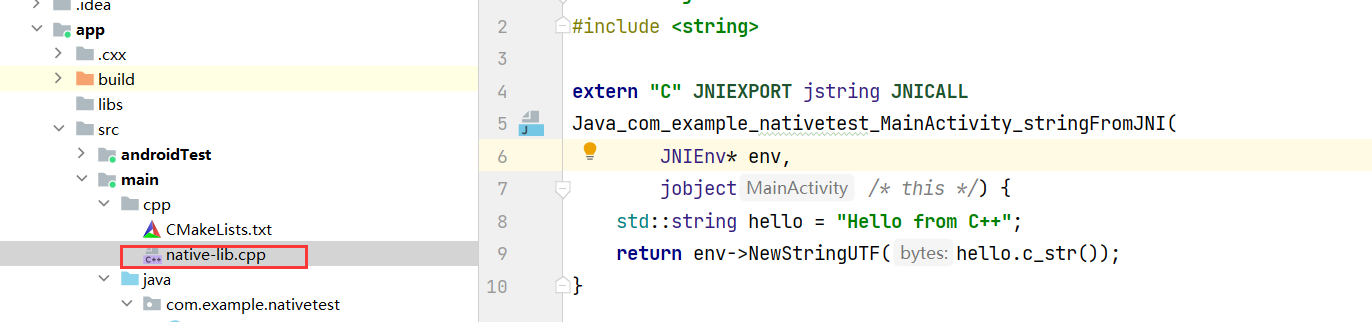 .idea
app
.cxx
build
libs
src
androidTest
main
cpp
CMakeLists.txt
native-lib.cpp
java
com.example.nativetest
2 #include <string>
3
4 extern "C" JNIEXPORT jstring JNICALL
5 Java_com_example_nativetest_MainActivity_stringFromJNI(
6 JNIEnv* env,
7 jobject MainActivity /* this */) {
8 std::string hello = "Hello from C++";
9 return env->NewStringUTF( bytes: hello.c_str());
10 }